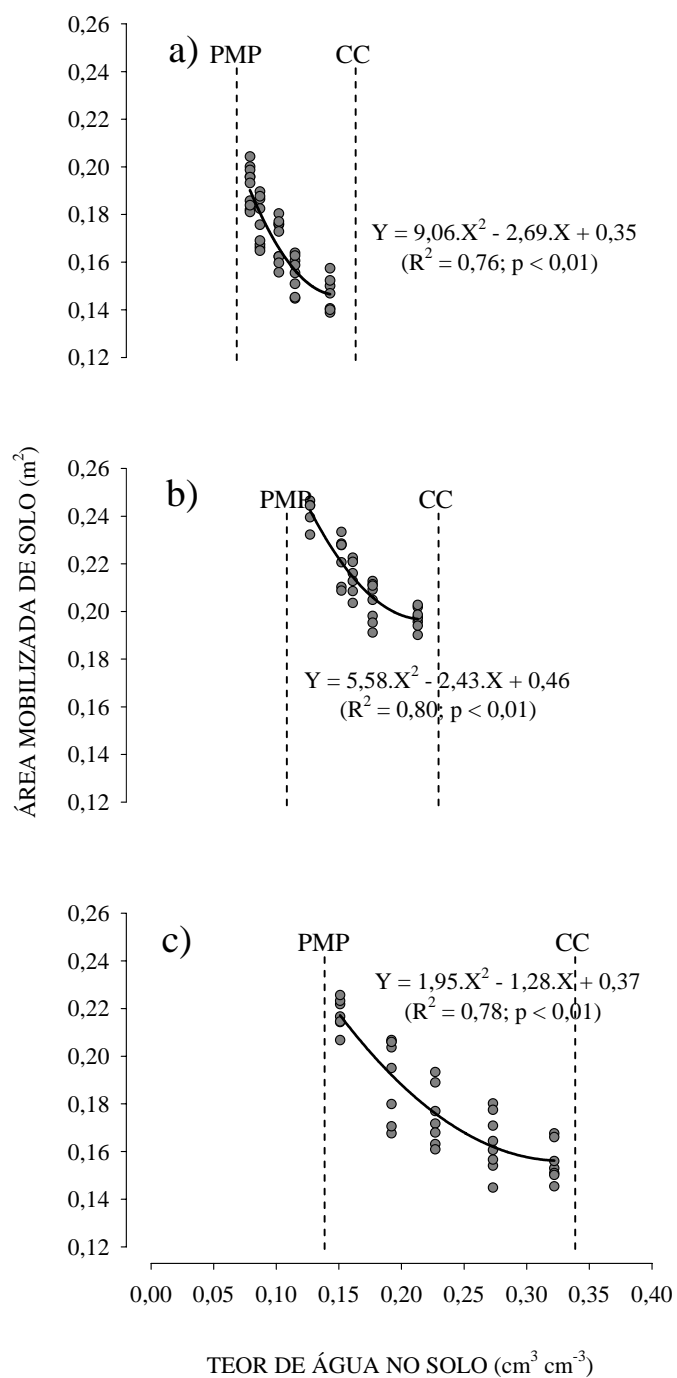 a)
PMP
CC
0,26
0,24
0,22
0,20
0,18
0,16
0,14
0,12
Y = 9,06.X² - 2,69.X + 0,35
(R² = 0,76; p < 0,01)
ÁREA MOBILIZADA DE SOLO (m²)
b)
PMP
CC
0,26
0,24
0,22
0,20
0,18
0,16
0,14
0,12
Y = 5,58.X² - 2,43.X + 0,46
(R² = 0,80; p < 0,01)
c)
PMP
CC
0,26
0,24
0,22
0,20
0,18
0,16
0,14
0,12
Y = 1,95.X² - 1,28.X + 0,37
(R² = 0,78; p < 0,01)
0,00 0,05 0,10 0,15 0,20 0,25 0,30 0,35 0,40
TEOR DE ÁGUA NO SOLO (cm³ cm⁻³)